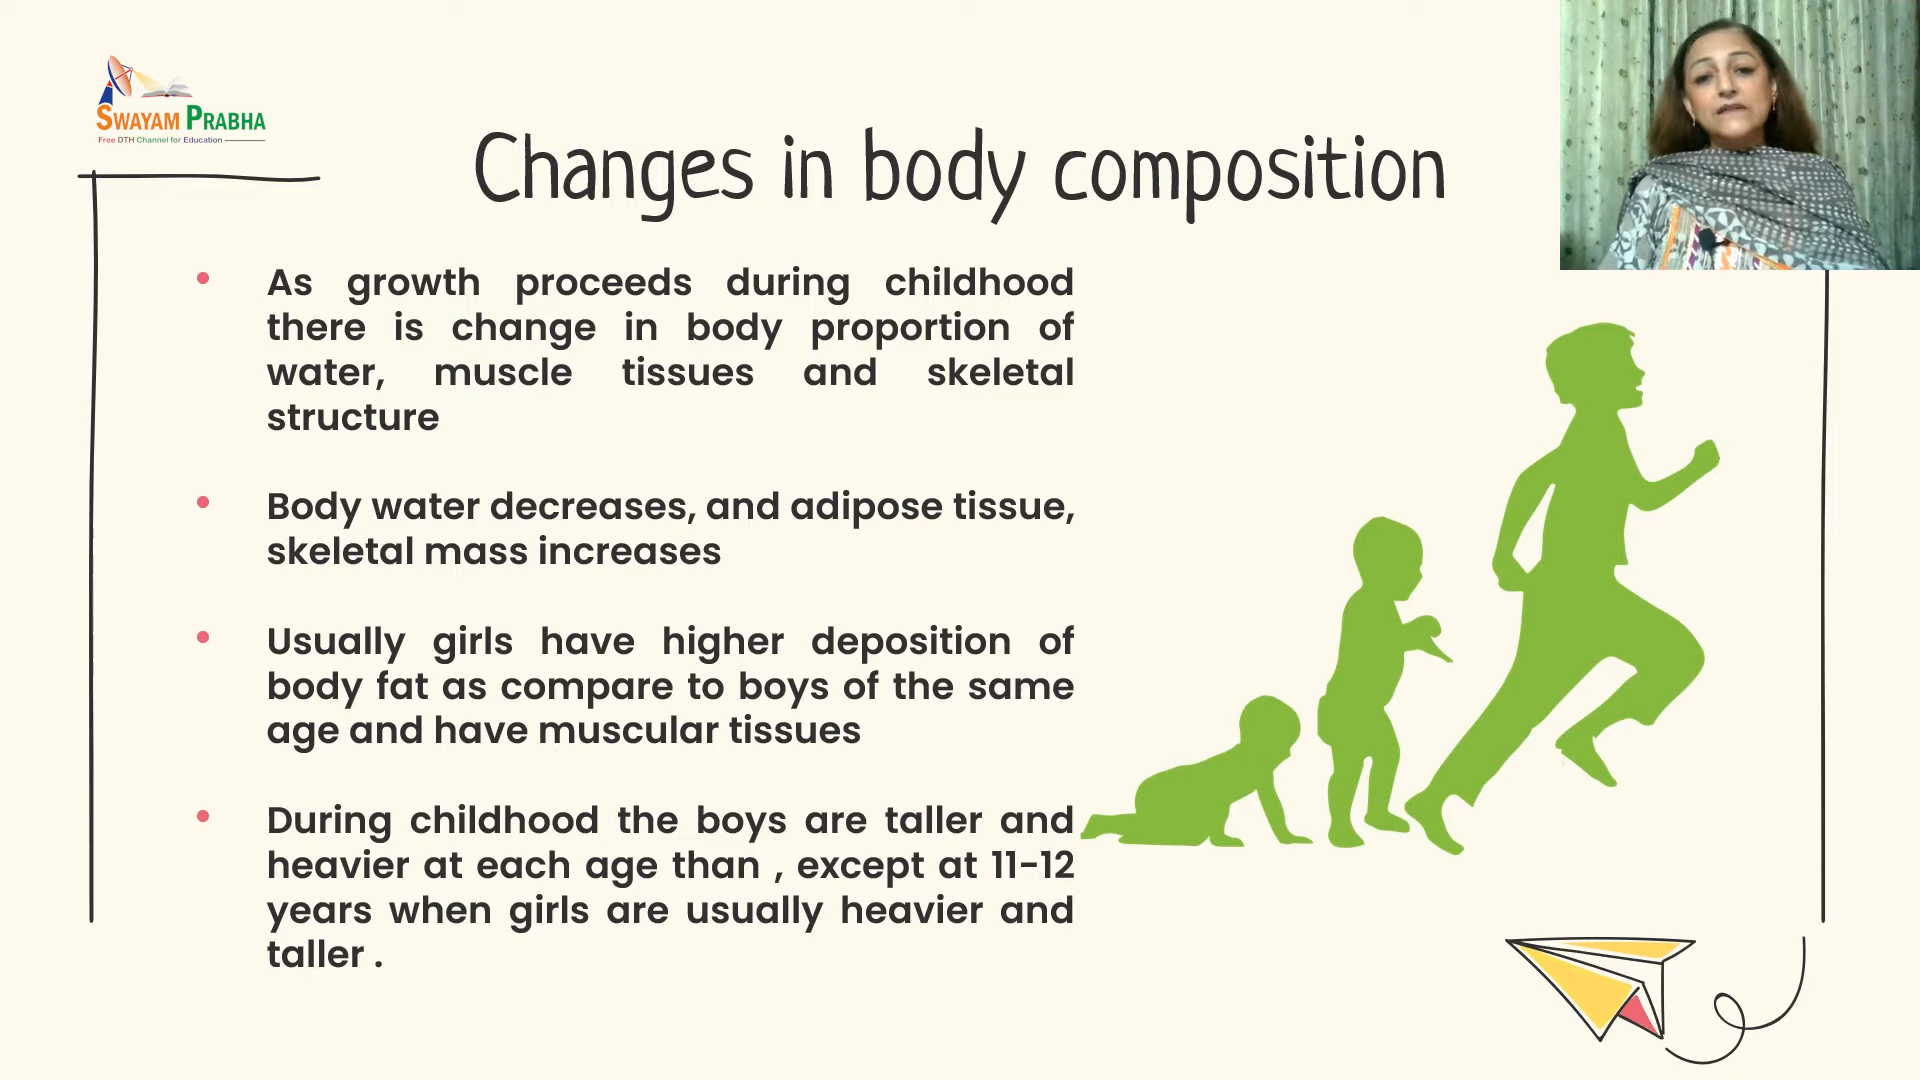 SWAYAM PRABHA
Free DTH Channel for Education
Changes in body composition
As growth proceeds during childhood
there is change in body proportion of
water, muscle tissues and skeletal
structure
Body water decreases, and adipose tissue,
skeletal mass increases
Usually girls have higher deposition of
body fat as compare to boys of the same
age and have muscular tissues
During childhood the boys are taller and
heavier at each age than , except at 11-12
years when girls are usually heavier and
taller .